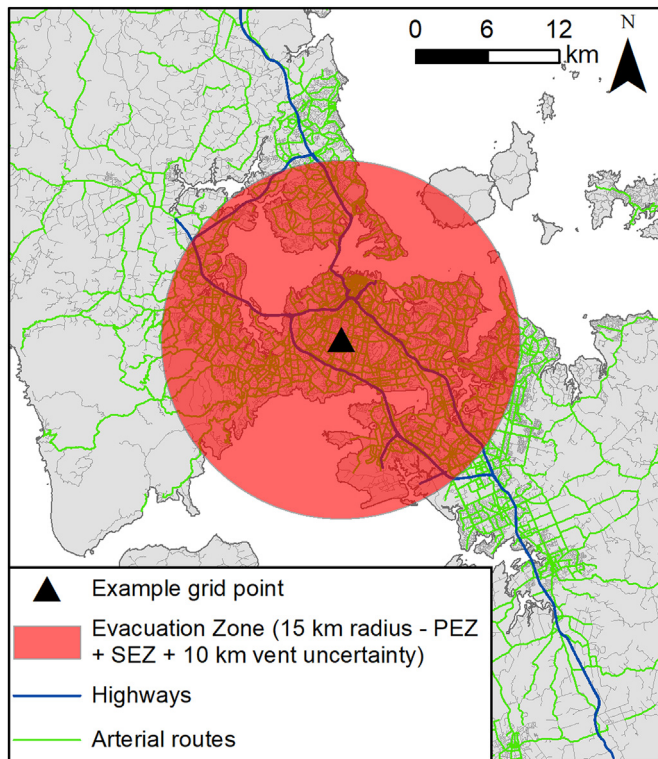 0 6 12
km
N
Example grid point
Evacuation Zone (15 km radius - PEZ
+ SEZ + 10 km vent uncertainty)
Highways
Arterial routes